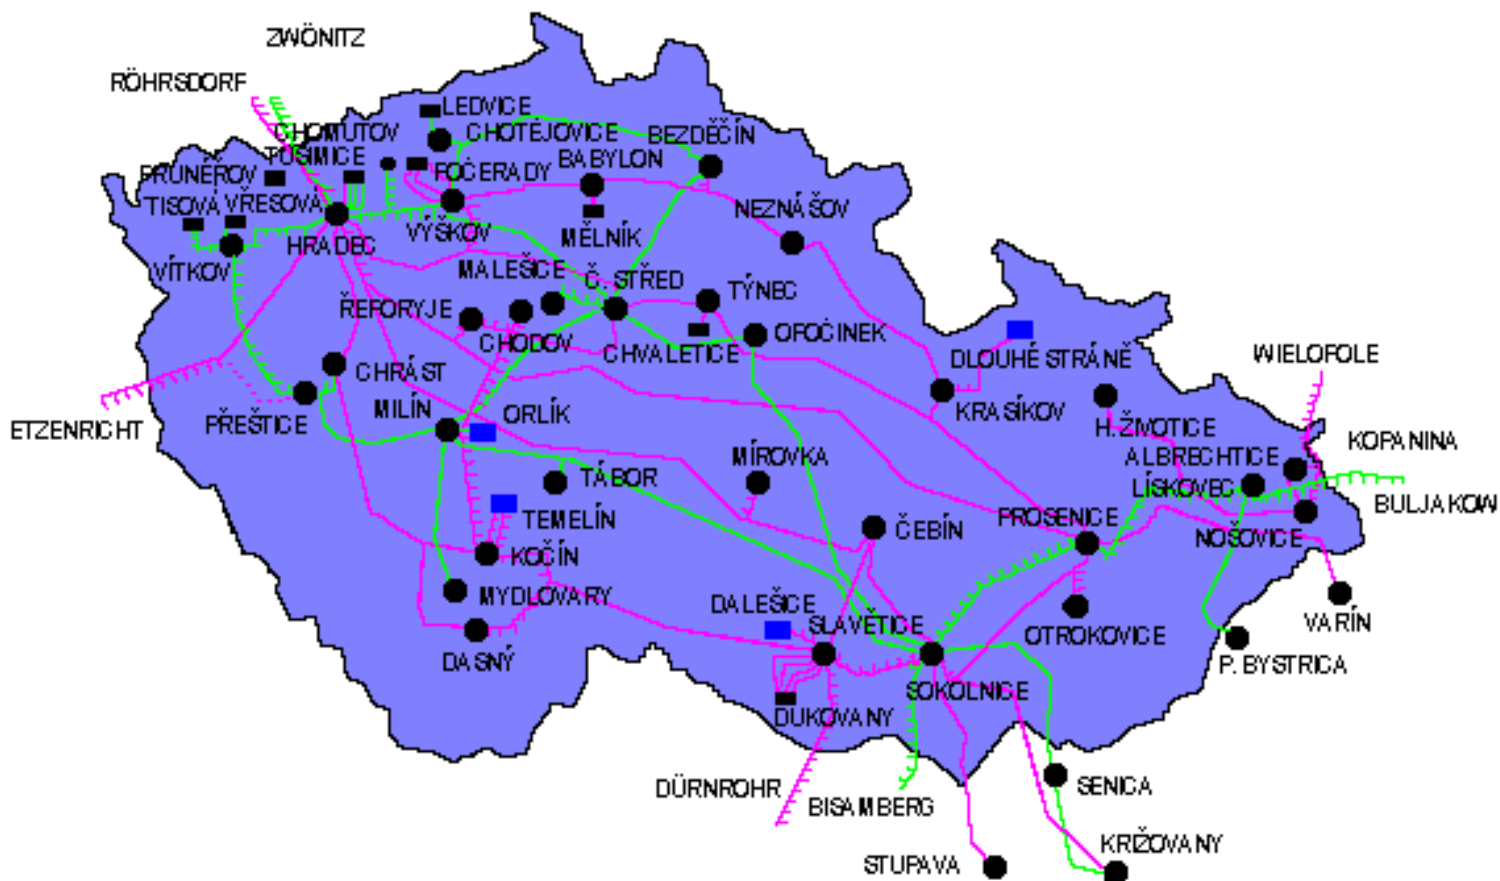 ZWÖNITZ
RÖHRSDORF
LEDVICE
CHOMUTOV
CHOTĚJOVICE
BEZDĚČÍN
TUŠIMICE
BABYLON
PRUNĚŘOV
POČERADY
TISOVÁ
VŘESOVÁ
NEZNÁŠOV
HRADEC
VÝŠKOV
MĚLNÍK
VÍTKOV
MALEŠICE
Č. STŘED
TÝNEC
ŘEPORYJE
CHODOV
CHVALETICE
OPOČINEK
DLOUHÉ STRÁNĚ
WIELOPOLE
CHRÁST
KRASÍKOV
PŘEŠTICE
MILÍN
ORLÍK
ETZENRICHT
H.ŽIVOTICE
KOPANINA
MÍROVKA
ALBRECHTICE
TÁBOR
LÍSKOVEC
BULJAKOW
TEMELÍN
PROSENICE
ČEBÍN
NOŠOVICE
KOČÍN
MYDLOVARY
DALEŠICE
SLAVĚTICE
OTROKOVICE
VARÍN
DASNÝ
P. BYSTRICA
SOKOLNICE
DUKOVANY
DÜRNROHR
BISAMBERG
SENICA
KRIŽOVANY
STUPAVA